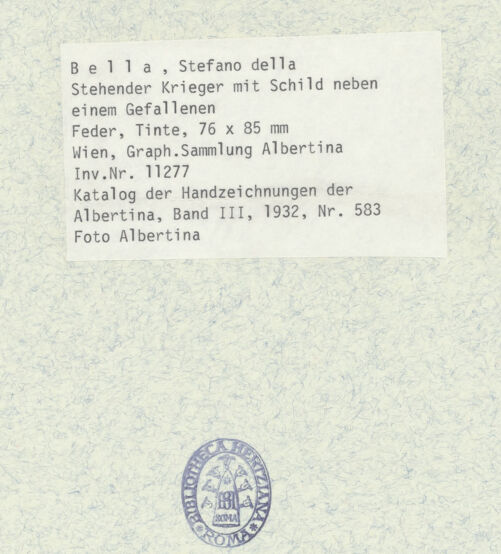 B e l l a , Stefano della
Stehender Krieger mit Schild neben
einem Gefallenen
Feder, Tinte, 76 x 85 mm
Wien, Graph.Sammlung Albertina
Inv.Nr. 11277
Katalog der Handzeichnungen der
Albertina, Band III, 1932, Nr. 583
Foto Albertina
BIBLIOTHECA HERTZIANA
ROMA
ROMA